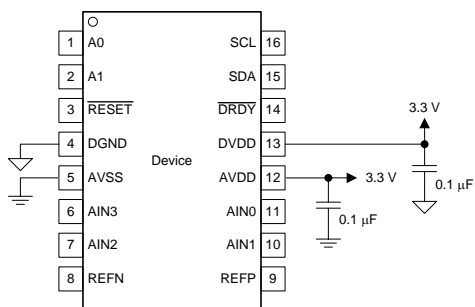 1 A0 SCL 16
2 A1 SDA 15
3 RESET DRDY 14
4 DGND DVDD 13
5 AVSS AVDD 12
6 AIN3 AIN0 11
7 AIN2 AIN1 10
8 REFN REFP 9
Device
3.3 V
0.1 μF
3.3 V
0.1 μF